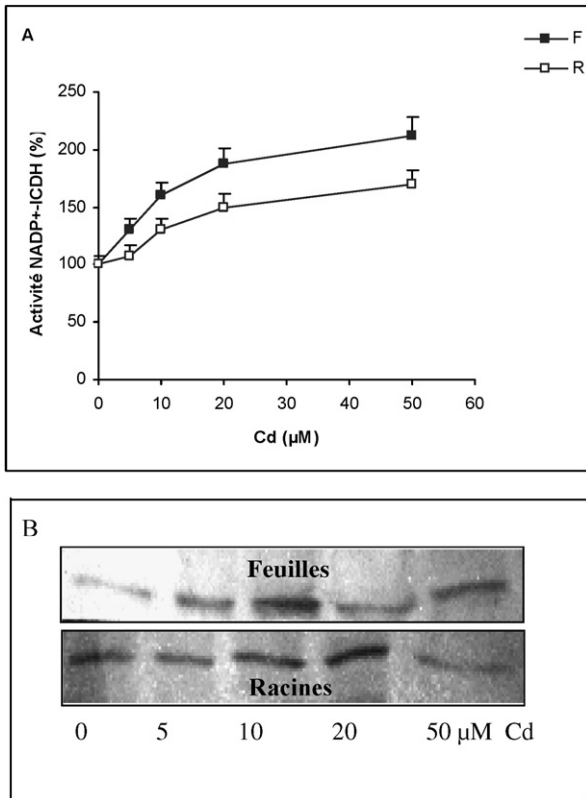 A
F
R
250
200
150
100
50
0
Activité NADP+-ICDH (%)
0 10 20 30 40 50 60
Cd (µM)
B
Feuilles
Racines
0 5 10 20 50 µM Cd